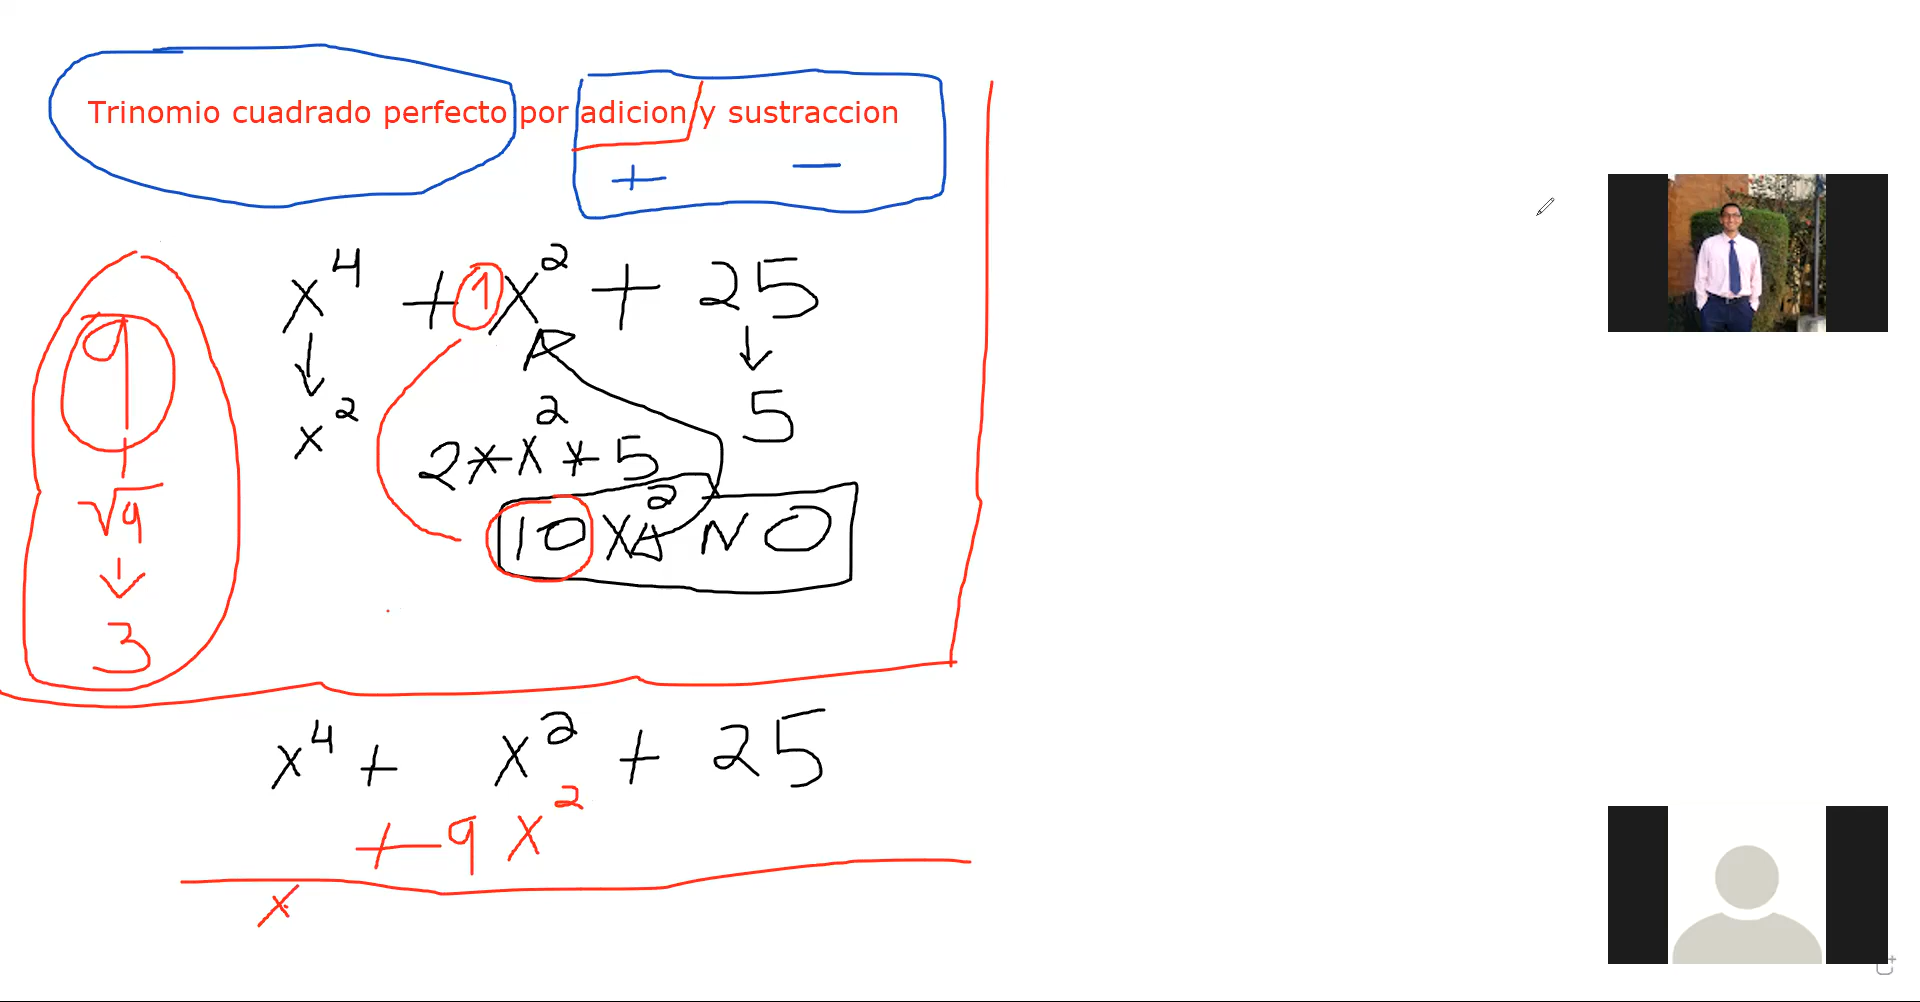 Trinomio cuadrado perfecto por adicion y sustraccion
+ −
x⁴ + 1x² + 25
x² 5
2*x²*5
10x² NO
9
√9
3
x⁴ + x² + 25
+ 9x²
x